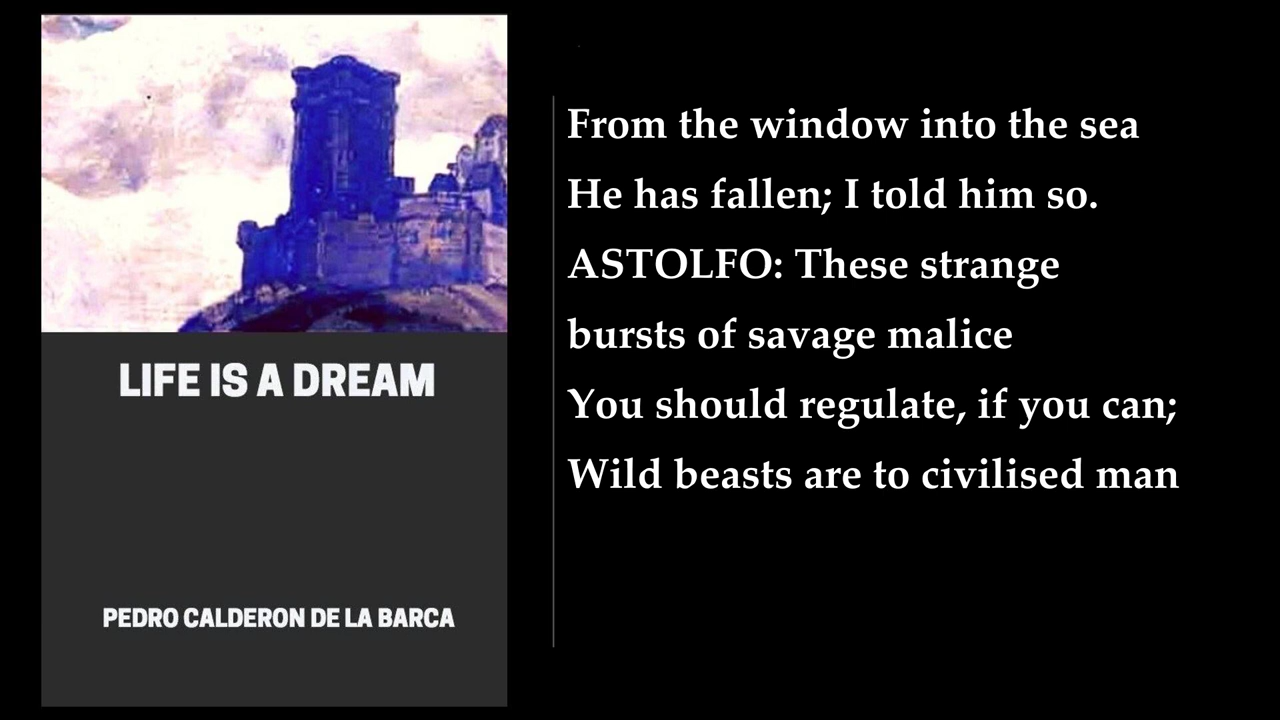 LIFE IS A DREAM
PEDRO CALDERON DE LA BARCA
From the window into the sea
He has fallen; I told him so.
ASTOLFO: These strange
bursts of savage malice
You should regulate, if you can;
Wild beasts are to civilised man